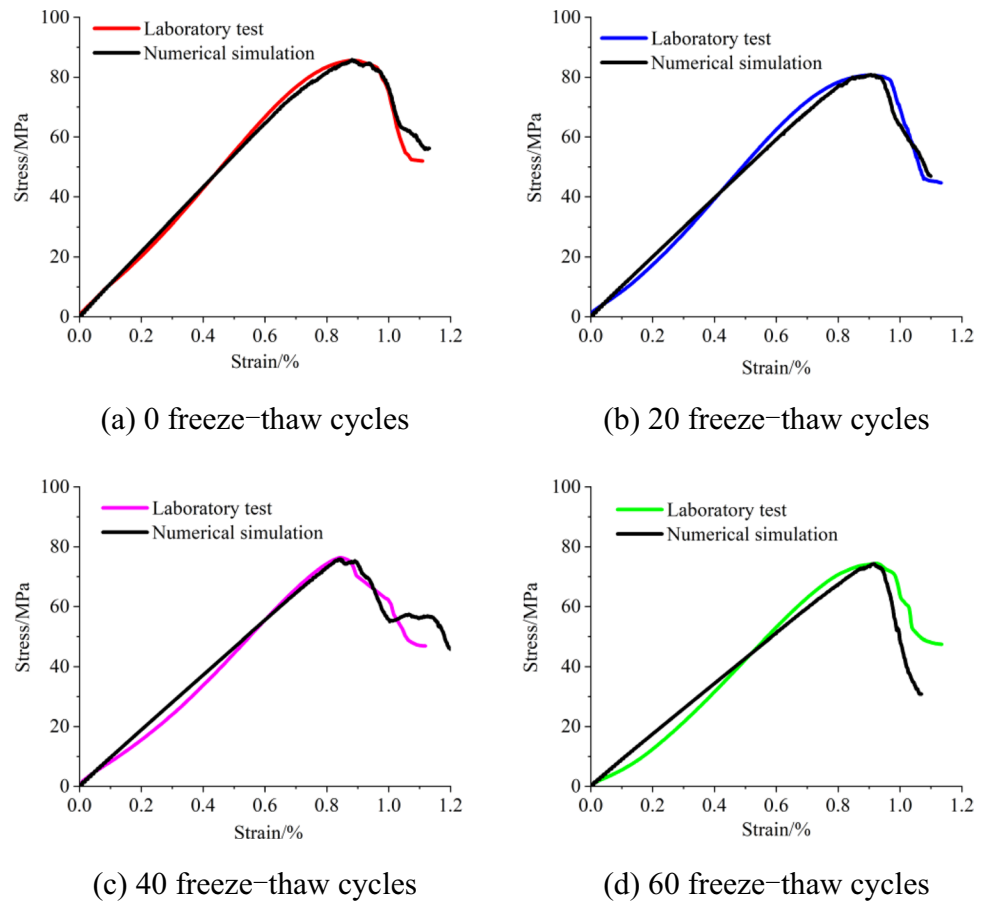 100
80
60
40
20
0
Stress/MPa
Laboratory test
Numerical simulation
0.0 0.2 0.4 0.6 0.8 1.0 1.2
Strain/%
(a) 0 freeze−thaw cycles
100
80
60
40
20
0
Stress/MPa
Laboratory test
Numerical simulation
0.0 0.2 0.4 0.6 0.8 1.0 1.2
Strain/%
(b) 20 freeze−thaw cycles
100
80
60
40
20
0
Stress/MPa
Laboratory test
Numerical simulation
0.0 0.2 0.4 0.6 0.8 1.0 1.2
Strain/%
(c) 40 freeze−thaw cycles
100
80
60
40
20
0
Stress/MPa
Laboratory test
Numerical simulation
0.0 0.2 0.4 0.6 0.8 1.0 1.2
Strain/%
(d) 60 freeze−thaw cycles